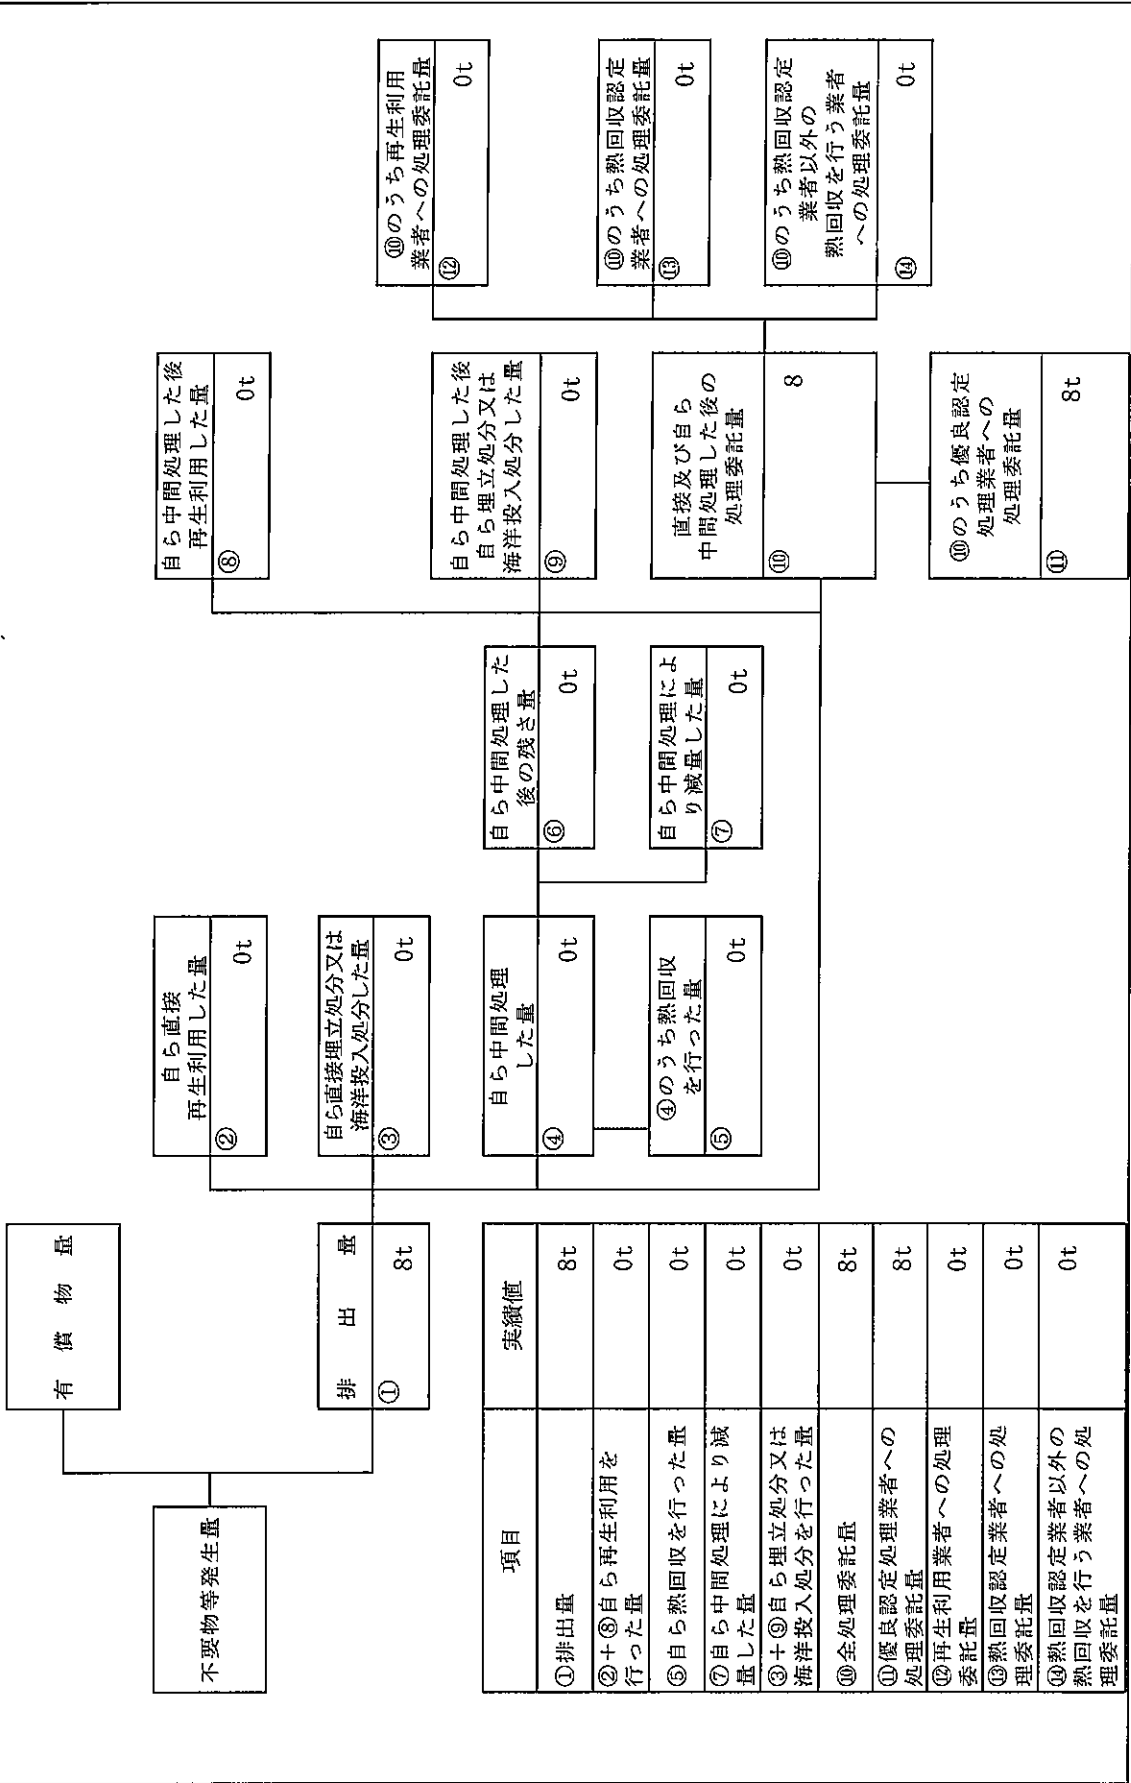 有償物量
不要物等発生量
排出量
① 8t
自ら直接
再生利用した量
② 0t
自ら直接埋立処分又は
海洋投入処分した量
③ 0t
自ら中間処理
した量
④ 0t
④のうち熱回収
を行った量
⑤ 0t
自ら中間処理した
後の残さ量
⑥ 0t
自ら中間処理によ
り減量した量
⑦ 0t
自ら中間処理した後
再生利用した量
⑧ 0t
自ら中間処理した後
自ら埋立処分又は
海洋投入処分した量
⑨ 0t
直接及び自ら
中間処理した後の
処理委託量
⑩ 8
⑩のうち優良認定
処理業者への
処理委託量
⑪ 8t
⑩のうち再生利用
業者への処理委託量
⑫ 0t
⑩のうち熱回収認定
業者への処理委託量
⑬ 0t
⑩のうち熱回収認定
業者以外の
熱回収を行う業者
への処理委託量
⑭ 0t
項目 実績値
①排出量 8t
②+⑧自ら再生利用を
行った量 0t
⑤自ら熱回収を行った量 0t
⑦自ら中間処理により減
量した量 0t
③+⑨自ら埋立処分又は
海洋投入処分を行った量 0t
⑩全処理委託量 8t
⑪優良認定処理業者への
処理委託量 8t
⑫再生利用業者への処理
委託量 0t
⑬熱回収認定業者への処
理委託量 0t
⑭熱回収認定業者以外の
熱回収を行う業者への処
理委託量 0t